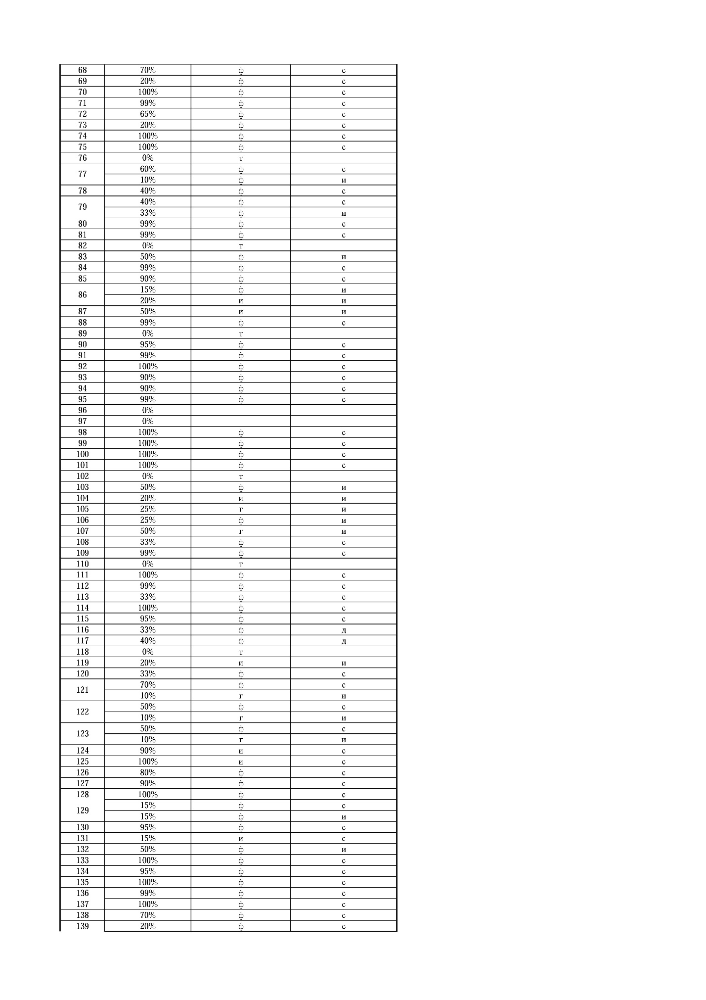 68 70% ф с
69 20% ф с
70 100% ф с
71 99% ф с
72 65% ф с
73 20% ф с
74 100% ф с
75 100% ф с
76 0% т
77 60% ф с
10% ф и
78 40% ф с
79 40% ф с
33% ф и
80 99% ф с
81 99% ф с
82 0% т
83 50% ф и
84 99% ф с
85 90% ф с
86 15% ф и
20% и и
87 50% и и
88 99% ф с
89 0% т
90 95% ф с
91 99% ф с
92 100% ф с
93 90% ф с
94 90% ф с
95 99% ф с
96 0%
97 0%
98 100% ф с
99 100% ф с
100 100% ф с
101 100% ф с
102 0% т
103 50% ф и
104 20% и и
105 25% г и
106 25% ф и
107 50% г и
108 33% ф с
109 99% ф с
110 0% т
111 100% ф с
112 99% ф с
113 33% ф с
114 100% ф с
115 95% ф с
116 33% ф д
117 40% ф д
118 0% т
119 20% и и
120 33% ф с
121 70% ф с
10% г и
122 50% ф с
10% г и
123 50% ф с
10% г и
124 90% и с
125 100% и с
126 80% ф с
127 90% ф с
128 100% ф с
129 15% ф с
15% ф и
130 95% ф с
131 15% и с
132 50% ф и
133 100% ф с
134 95% ф с
135 100% ф с
136 99% ф с
137 100% ф с
138 70% ф с
139 20% ф с